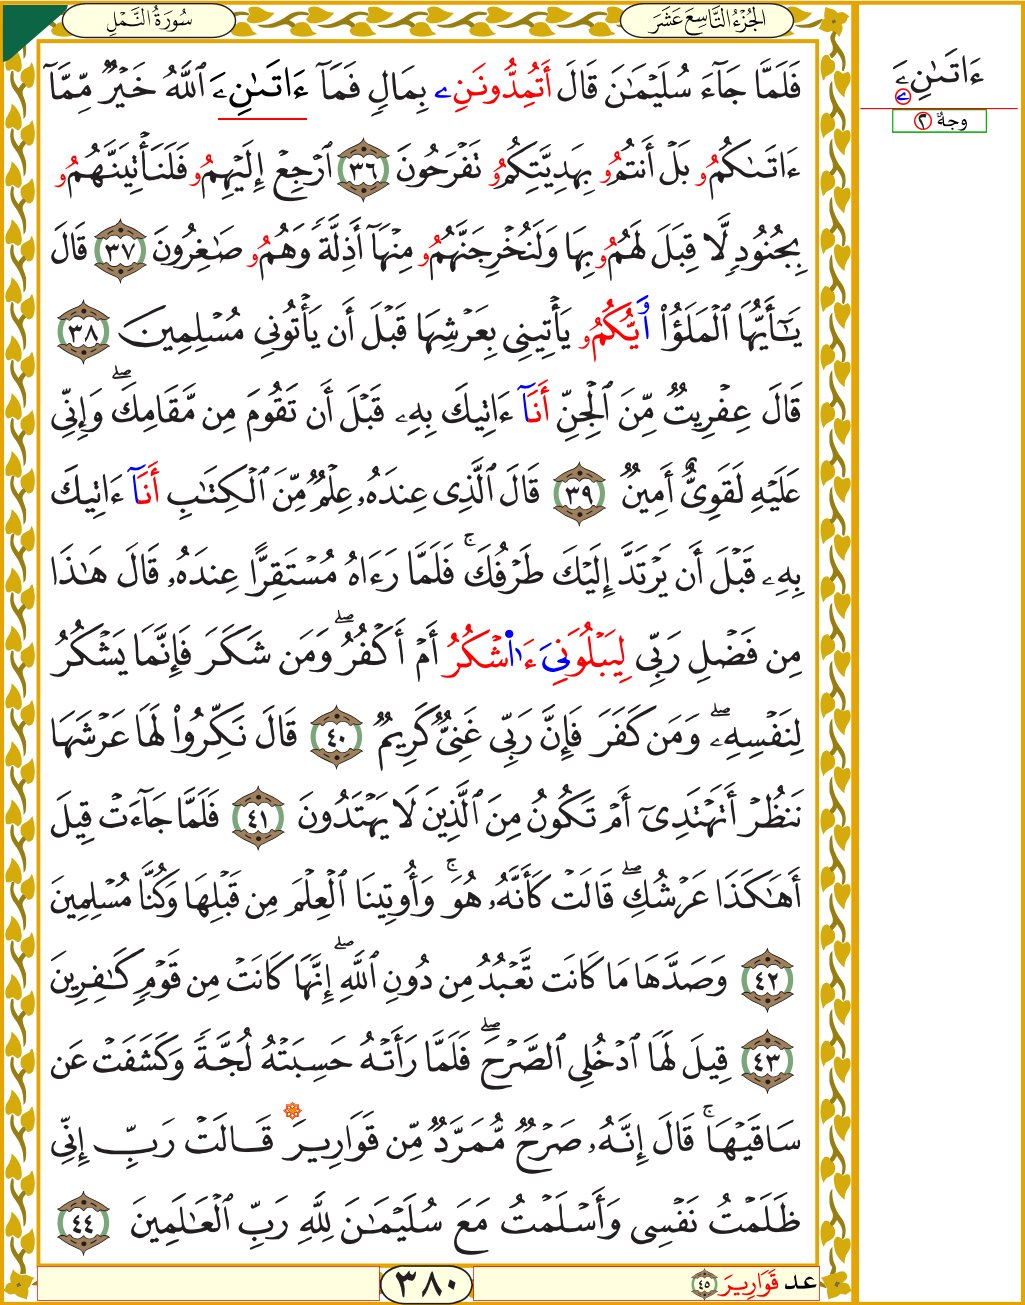 الجُزْءُ التَّاسِعَ عَشَرَ
سُورَةُ النَّمْلِ
فَلَمَّا جَآءَ سُلَيۡمَٰنَ قَالَ أَتُمِدُّونَنِۦ بِمَالٖ فَمَآ ءَاتَىٰنِۦَ ٱللَّهُ خَيۡرٞ مِّمَّآ
ءَاتَىٰكُمُۥ بَلۡ أَنتُمُۥ بِهَدِيَّتِكُمُۥ تَفۡرَحُونَ ٣٦ ٱرۡجِعۡ إِلَيۡهِمُۥ فَلَنَأۡتِيَنَّهُمُۥ
بِجُنُودٖ لَّا قِبَلَ لَهُمُۥ بِهَا وَلَنُخۡرِجَنَّهُمُۥ مِنۡهَآ أَذِلَّةٗ وَهُمُۥ صَٰغِرُونَ ٣٧ قَالَ
يَٰٓأَيُّهَا ٱلۡمَلَؤُاْ أَيُّكُمُۥ يَأۡتِينِي بِعَرۡشِهَا قَبۡلَ أَن يَأۡتُونِي مُسۡلِمِينَ ٣٨
قَالَ عِفۡرِيتٞ مِّنَ ٱلۡجِنِّ أَنَآ ءَاتِيكَ بِهِۦ قَبۡلَ أَن تَقُومَ مِن مَّقَامِكَۖ وَإِنِّي
عَلَيۡهِ لَقَوِيٌّ أَمِينٞ ٣٩ قَالَ ٱلَّذِي عِندَهُۥ عِلۡمٞ مِّنَ ٱلۡكِتَٰبِ أَنَآ ءَاتِيكَ
بِهِۦ قَبۡلَ أَن يَرۡتَدَّ إِلَيۡكَ طَرۡفُكَۚ فَلَمَّا رَءَاهُ مُسۡتَقِرًّا عِندَهُۥ قَالَ هَٰذَا
مِن فَضۡلِ رَبِّي لِيَبۡلُوَنِيَ ءَا۬شۡكُرُ أَمۡ أَكۡفُرُۖ وَمَن شَكَرَ فَإِنَّمَا يَشۡكُرُ
لِنَفۡسِهِۦۖ وَمَن كَفَرَ فَإِنَّ رَبِّي غَنِيّٞ كَرِيمٞ ٤٠ قَالَ نَكِّرُواْ لَهَا عَرۡشَهَا
نَنظُرۡ أَتَهۡتَدِيٓ أَمۡ تَكُونُ مِنَ ٱلَّذِينَ لَا يَهۡتَدُونَ ٤١ فَلَمَّا جَآءَتۡ قِيلَ
أَهَٰكَذَا عَرۡشُكِۖ قَالَتۡ كَأَنَّهُۥ هُوَۚ وَأُوتِينَا ٱلۡعِلۡمَ مِن قَبۡلِهَا وَكُنَّا مُسۡلِمِينَ
٤٢ وَصَدَّهَا مَا كَانَت تَّعۡبُدُ مِن دُونِ ٱللَّهِۖ إِنَّهَا كَانَتۡ مِن قَوۡمٖ كَٰفِرِينَ
٤٣ قِيلَ لَهَا ٱدۡخُلِي ٱلصَّرۡحَۖ فَلَمَّا رَأَتۡهُ حَسِبَتۡهُ لُجَّةٗ وَكَشَفَتۡ عَن
سَاقَيۡهَاۚ قَالَ إِنَّهُۥ صَرۡحٞ مُّمَرَّدٞ مِّن قَوَارِيرَ قَالَتۡ رَبِّ إِنِّي
ظَلَمۡتُ نَفۡسِي وَأَسۡلَمۡتُ مَعَ سُلَيۡمَٰنَ لِلَّهِ رَبِّ ٱلۡعَٰلَمِينَ ٤٤
عد قَوَارِيرَ ٤٥
٣٨٠
ءَاتَىٰنِۦَ
وجهٌ ٢